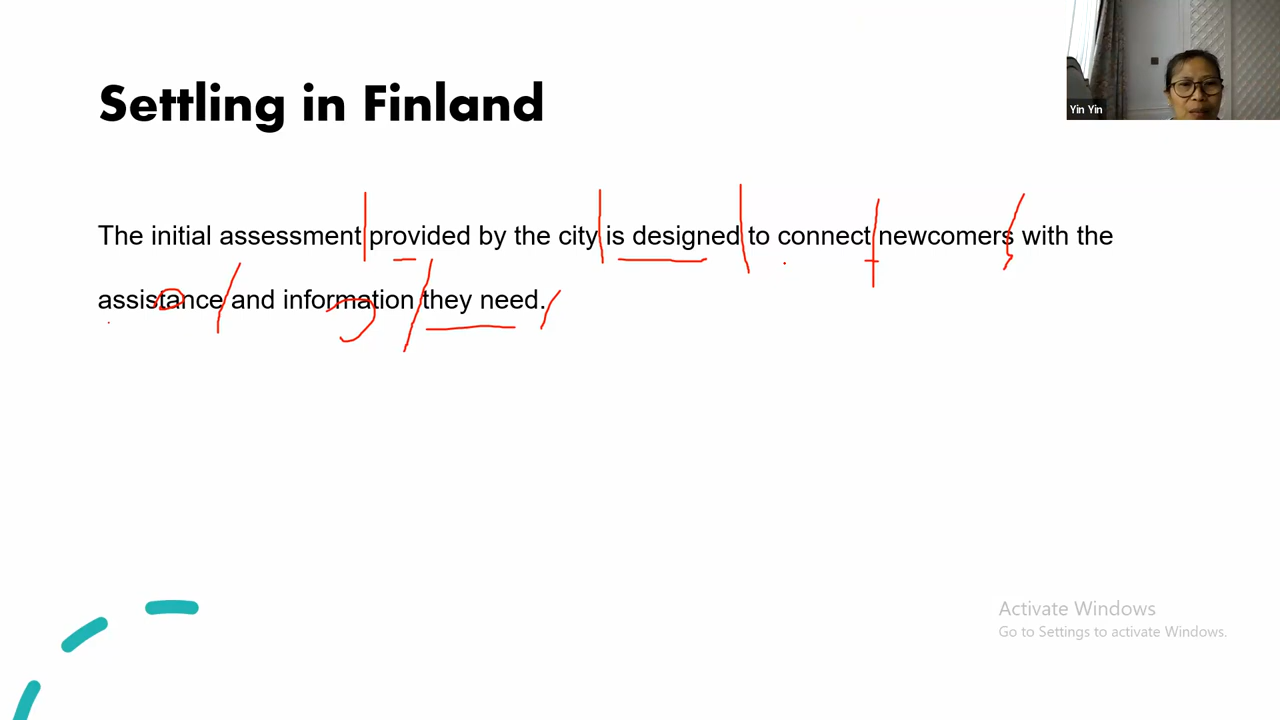 Settling in Finland
Yin Yin
The initial assessment provided by the city is designed to connect newcomers with the
assistance and information they need.
Activate Windows
Go to Settings to activate Windows.